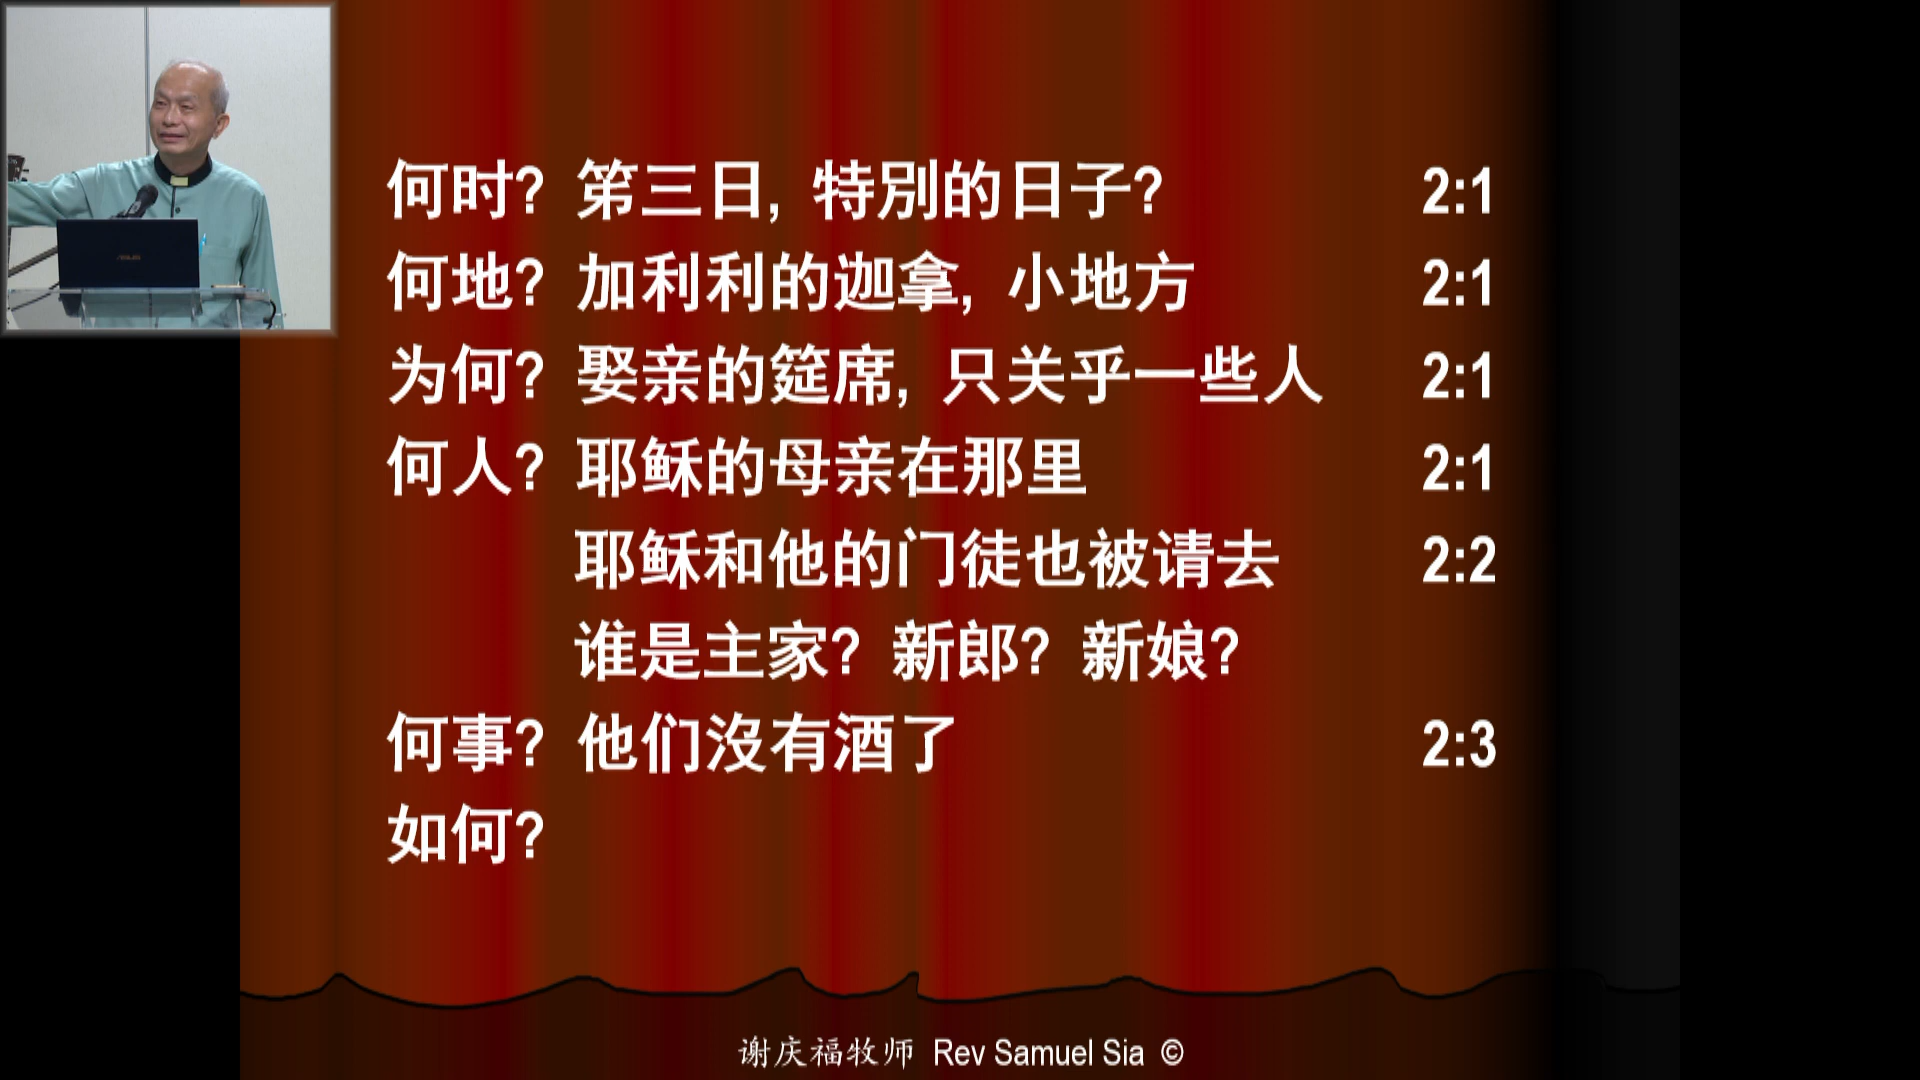 何时? 第三日, 特别的日子? 2:1
何地? 加利利的迦拿, 小地方 2:1
为何? 娶亲的筵席, 只关乎一些人 2:1
何人? 耶稣的母亲在那里 2:1
耶稣和他的门徒也被请去 2:2
谁是主家? 新郎? 新娘?
何事? 他们沒有酒了 2:3
如何?
谢庆福牧师 Rev Samuel Sia ©
ASUS